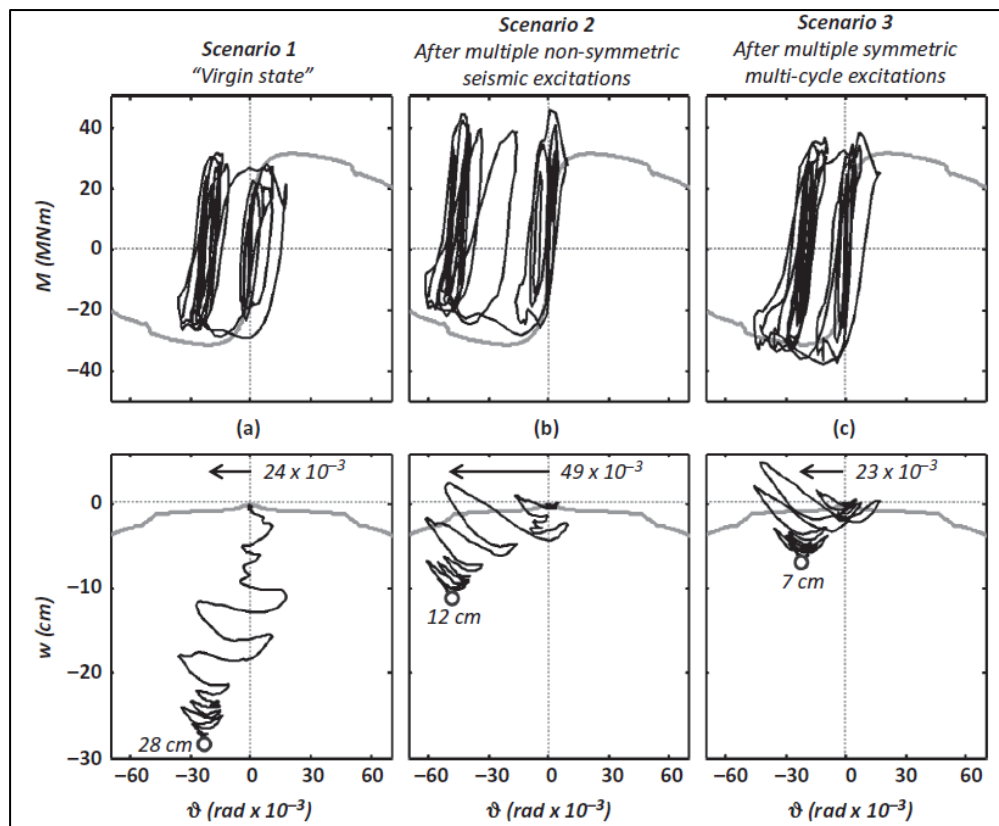 Scenario 1
"Virgin state"
Scenario 2
After multiple non-symmetric
seismic excitations
Scenario 3
After multiple symmetric
multi-cycle excitations
M (MNm)
40
20
0
−20
−40
(a)
(b)
(c)
24 x 10⁻³
49 x 10⁻³
23 x 10⁻³
w (cm)
0
−10
−20
−30
28 cm
12 cm
7 cm
−60 −30 0 30 60
−60 −30 0 30 60
−60 −30 0 30 60
ϑ (rad x 10⁻³)
ϑ (rad x 10⁻³)
ϑ (rad x 10⁻³)